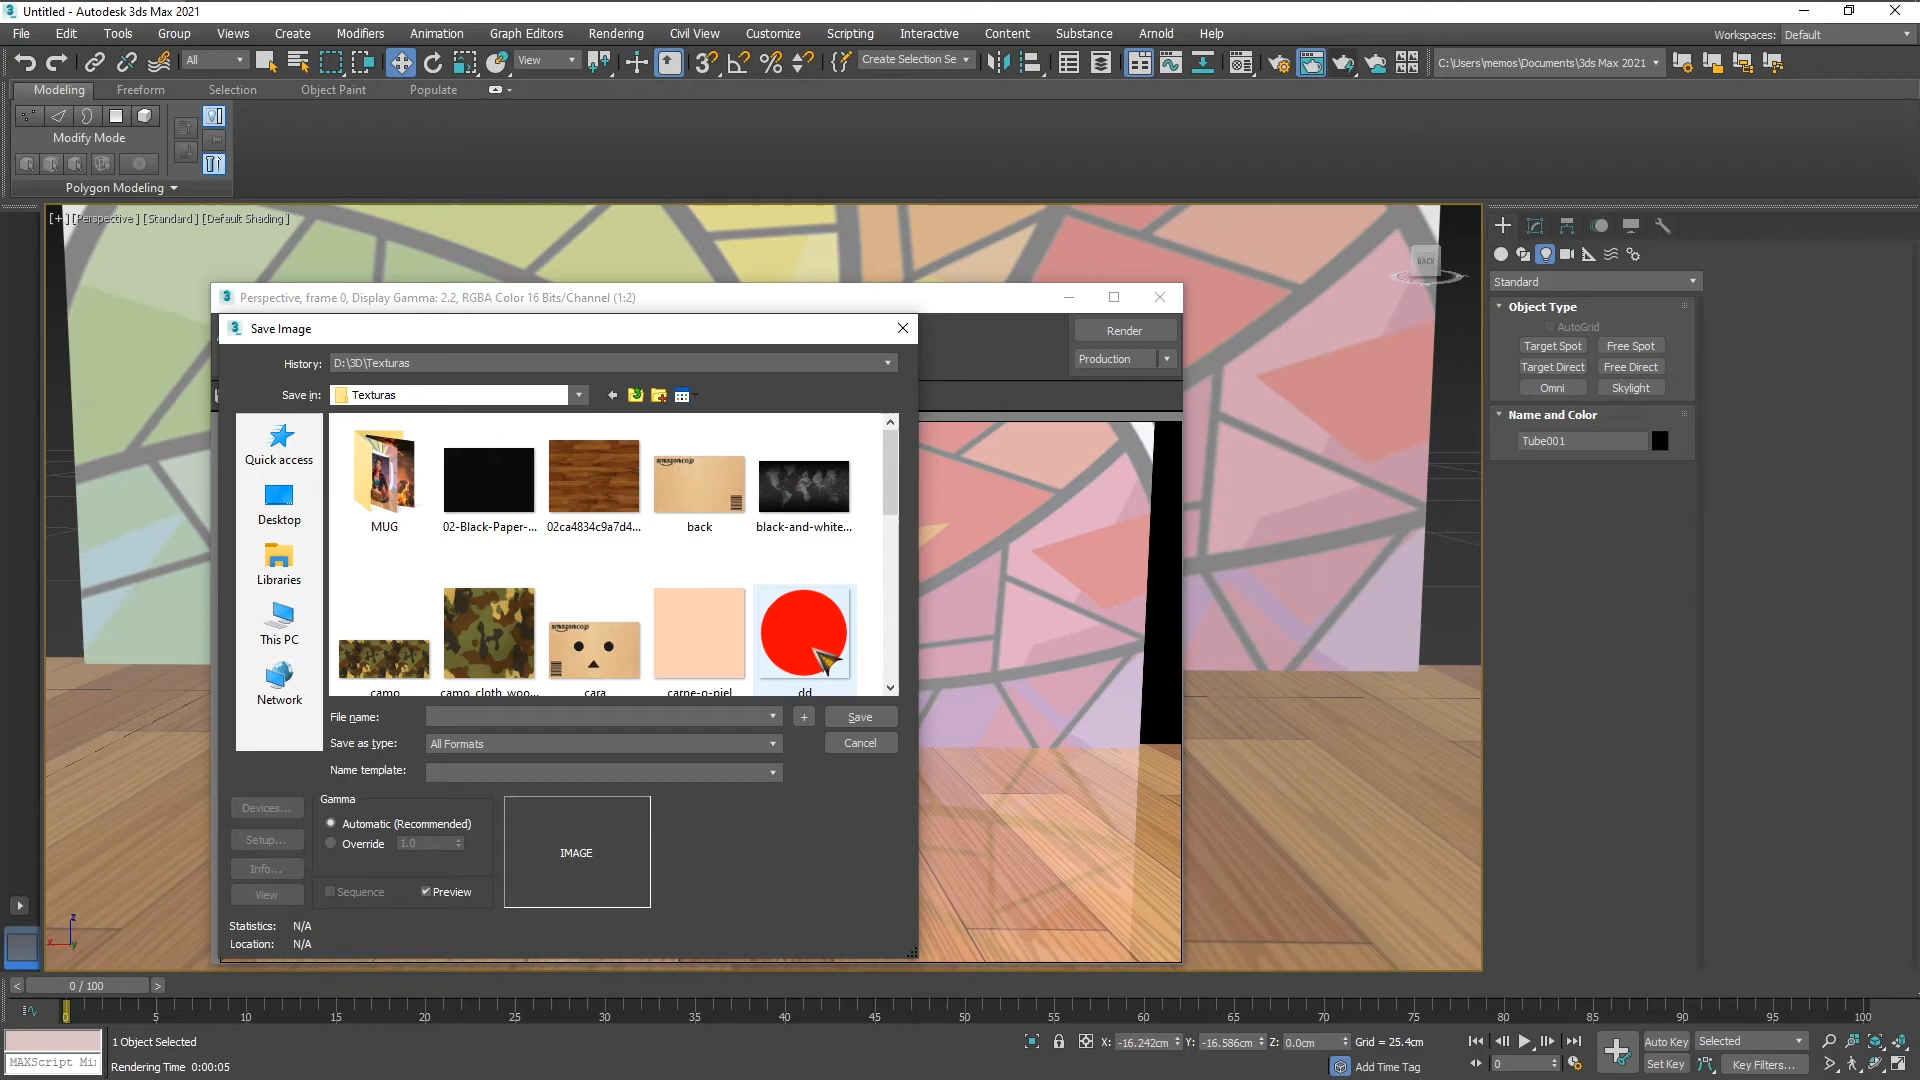 Untitled - Autodesk 3ds Max 2021
File Edit Tools Group Views Create Modifiers Animation Graph Editors Rendering Civil View Customize Scripting Interactive Content Substance Arnold Help
Workspaces: Default
All View Create Selection Se C:\Users\memos\Documents\3ds Max 2021
Modeling Freeform Selection Object Paint Populate
Modify Mode
Polygon Modeling
[+] [Perspective] [Standard] [Default Shading]
BACK
Standard
Object Type
AutoGrid
Target Spot Free Spot
Target Direct Free Direct
Omni Skylight
Name and Color
Tube001
Perspective, frame 0, Display Gamma: 2.2, RGBA Color 16 Bits/Channel (1:2)
Render
Production
Save Image
History: D:\3D\Texturas
Save in: Texturas
Quick access
Desktop
Libraries
This PC
Network
amazon.co.jp
MUG 02-Black-Paper-... 02ca4834c9a7d4... back black-and-white...
amazon.co.jp
camo camo_cloth_woo... cara carne-o-piel dd
File name: + Save
Save as type: All Formats Cancel
Name template:
Devices...
Setup...
Info...
View
Gamma
Automatic (Recommended)
Override 1.0
Sequence Preview
IMAGE
Statistics: N/A
Location: N/A
z
x
y
< 0 / 100 >
0 5 10 15 20 25 30 35 40 45 50 55 60 65 70 75 80 85 90 95 100
1 Object Selected
MAXScript Mi
Rendering Time 0:00:05
X: -16.242cm Y: -16.586cm Z: 0.0cm Grid = 25.4cm
Add Time Tag
0
Auto Key Selected
Set Key Key Filters...